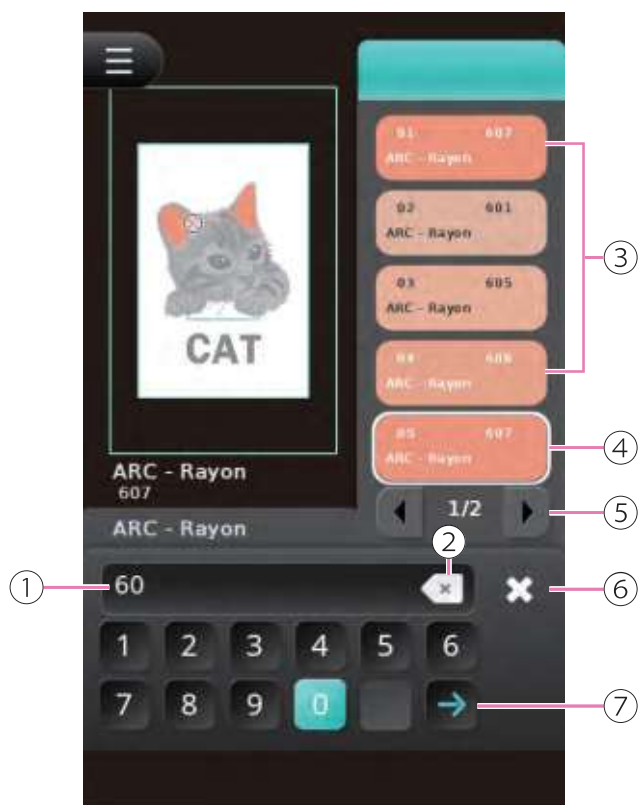 01 607
ARC - Rayon
02 601
ARC - Rayon
03 605
ARC - Rayon
③
CAT
04 606
ARC - Rayon
05 607
ARC - Rayon
④
ARC - Rayon
607
1/2
⑤
ARC - Rayon
②
①
60
⑥
1 2 3 4 5 6
7 8 9 0
⑦